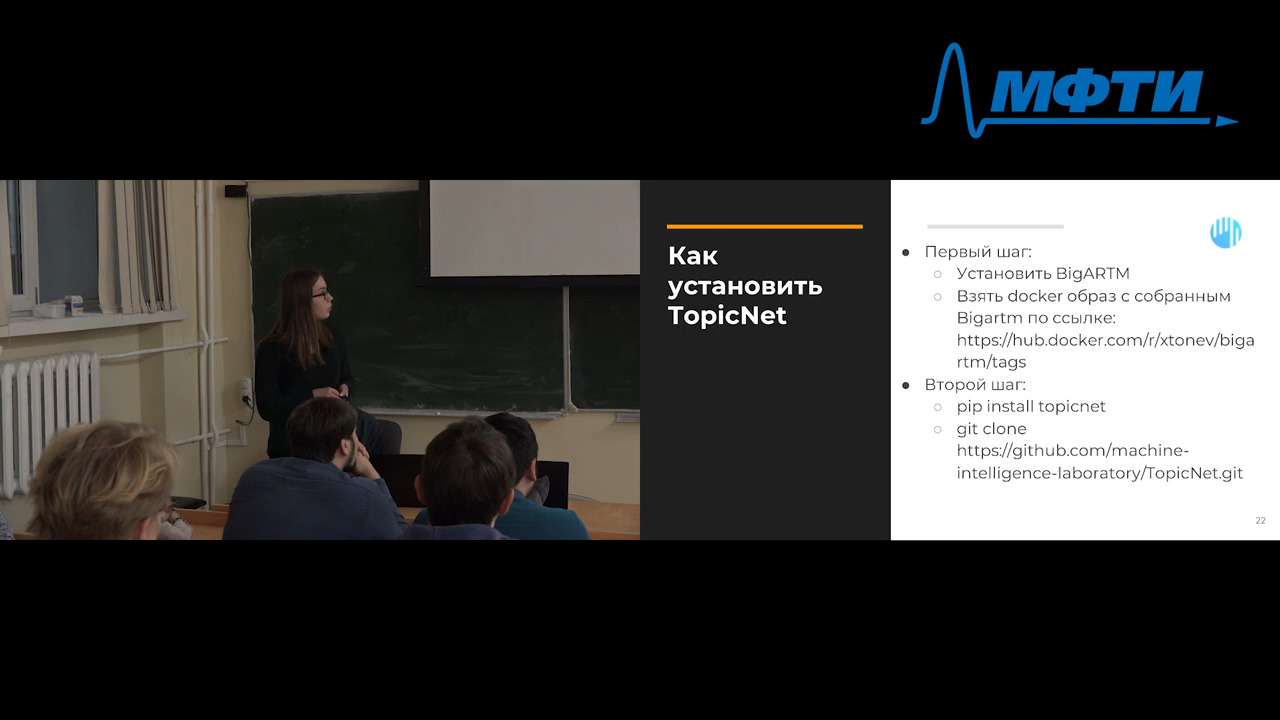 МФТИ
Как
установить
TopicNet
● Первый шаг:
○ Установить BigARTM
○ Взять docker образ с собранным
Bigartm по ссылке:
https://hub.docker.com/r/xtonev/biga
rtm/tags
● Второй шаг:
○ pip install topicnet
○ git clone
https://github.com/machine-
intelligence-laboratory/TopicNet.git
22